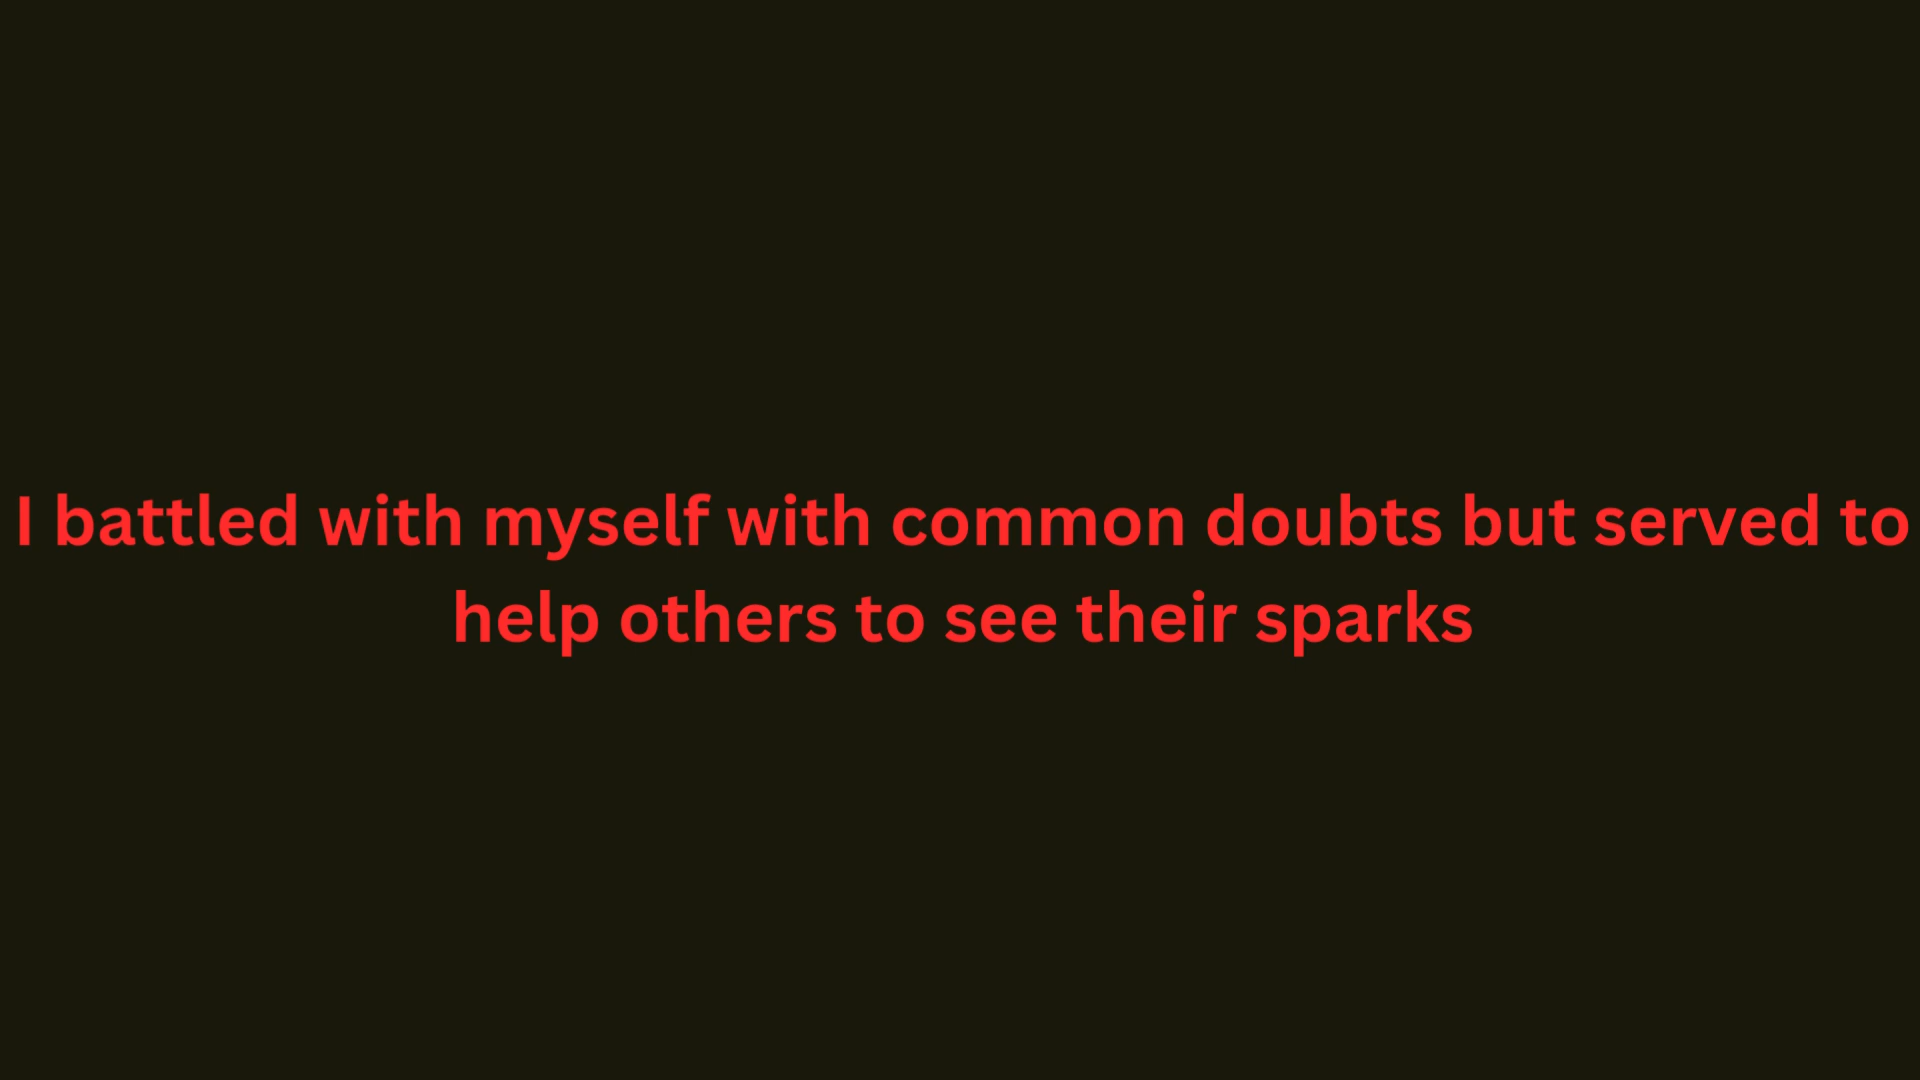 I battled with myself with common doubts but served to
help others to see their sparks